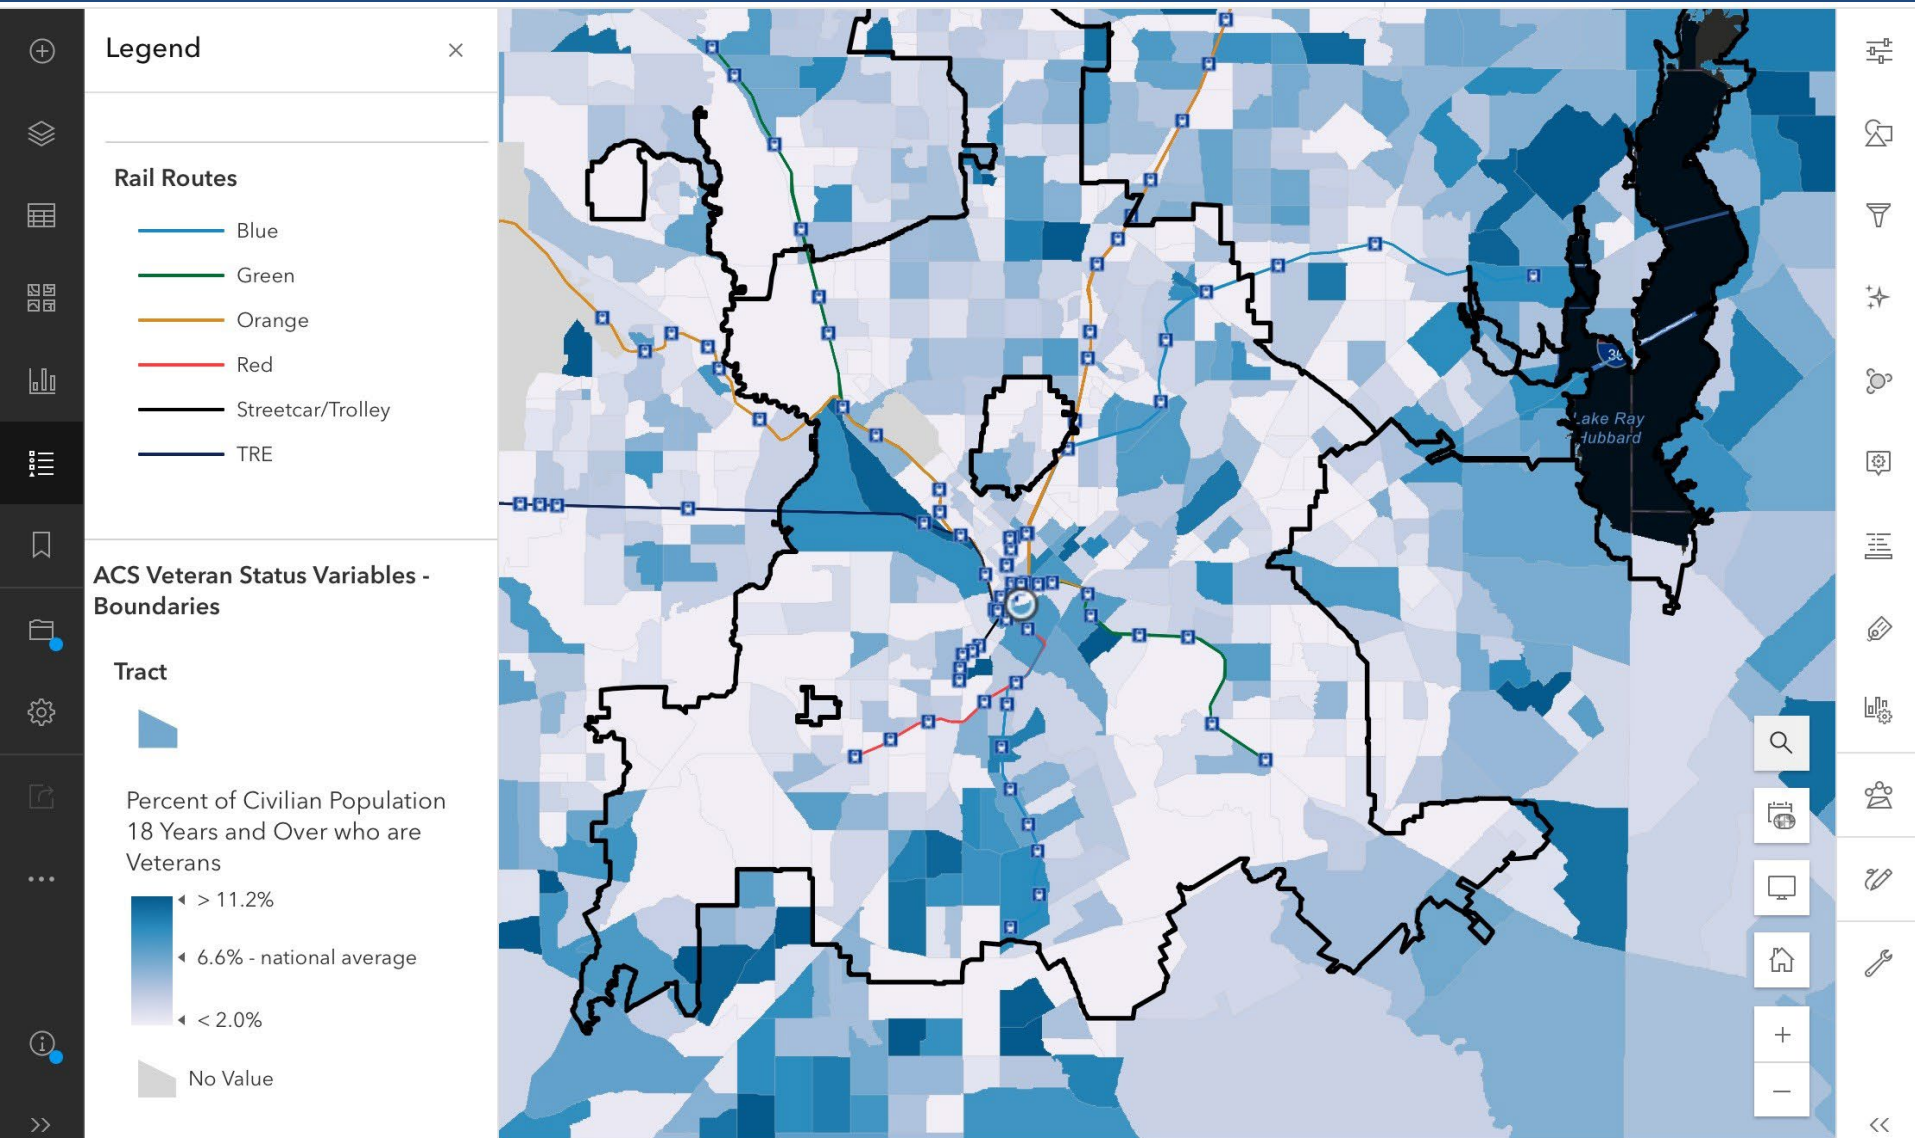 Legend
Rail Routes
Blue
Green
Orange
Red
Streetcar/Trolley
TRE
ACS Veteran Status Variables -
Boundaries
Tract
Percent of Civilian Population
18 Years and Over who are
Veterans
> 11.2%
6.6% - national average
< 2.0%
No Value
Lake Ray
Hubbard